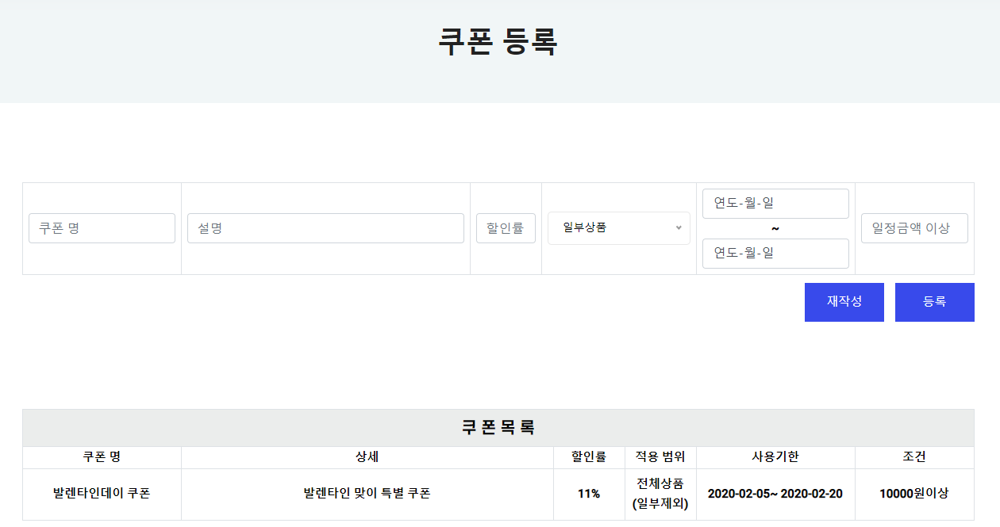 쿠폰 등록
쿠폰 명 설명 할인률 일부상품 연도-월-일 ~ 연도-월-일 일정금액 이상
재작성 등록
쿠 폰 목 록
쿠폰 명 상세 할인률 적용 범위 사용기한 조건
발렌타인데이 쿠폰 발렌타인 맞이 특별 쿠폰 11% 전체상품 (일부제외) 2020-02-05~ 2020-02-20 10000원이상